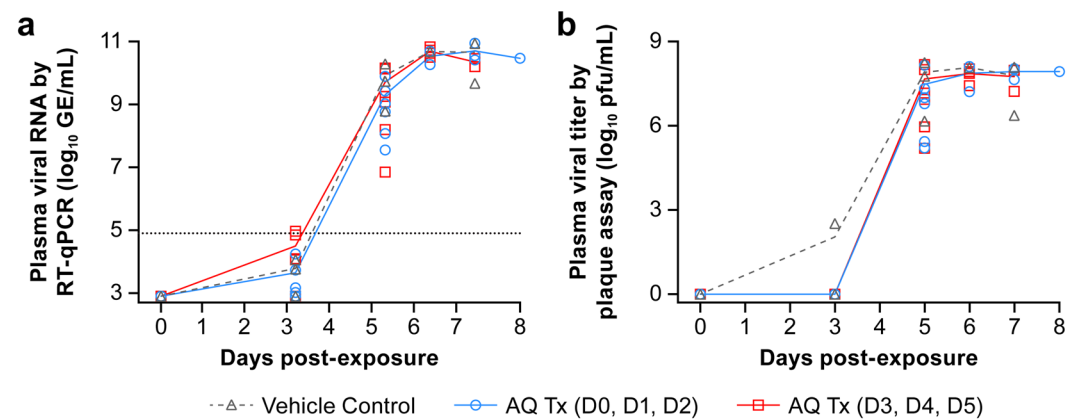 a
Plasma viral RNA by
RT-qPCR (log₁₀ GE/mL)
11
9
7
5
3
0 1 2 3 4 5 6 7 8
Days post-exposure
b
Plasma viral titer by
plaque assay (log₁₀ pfu/mL)
9
6
3
0
0 1 2 3 4 5 6 7 8
Days post-exposure
Vehicle Control AQ Tx (D0, D1, D2) AQ Tx (D3, D4, D5)